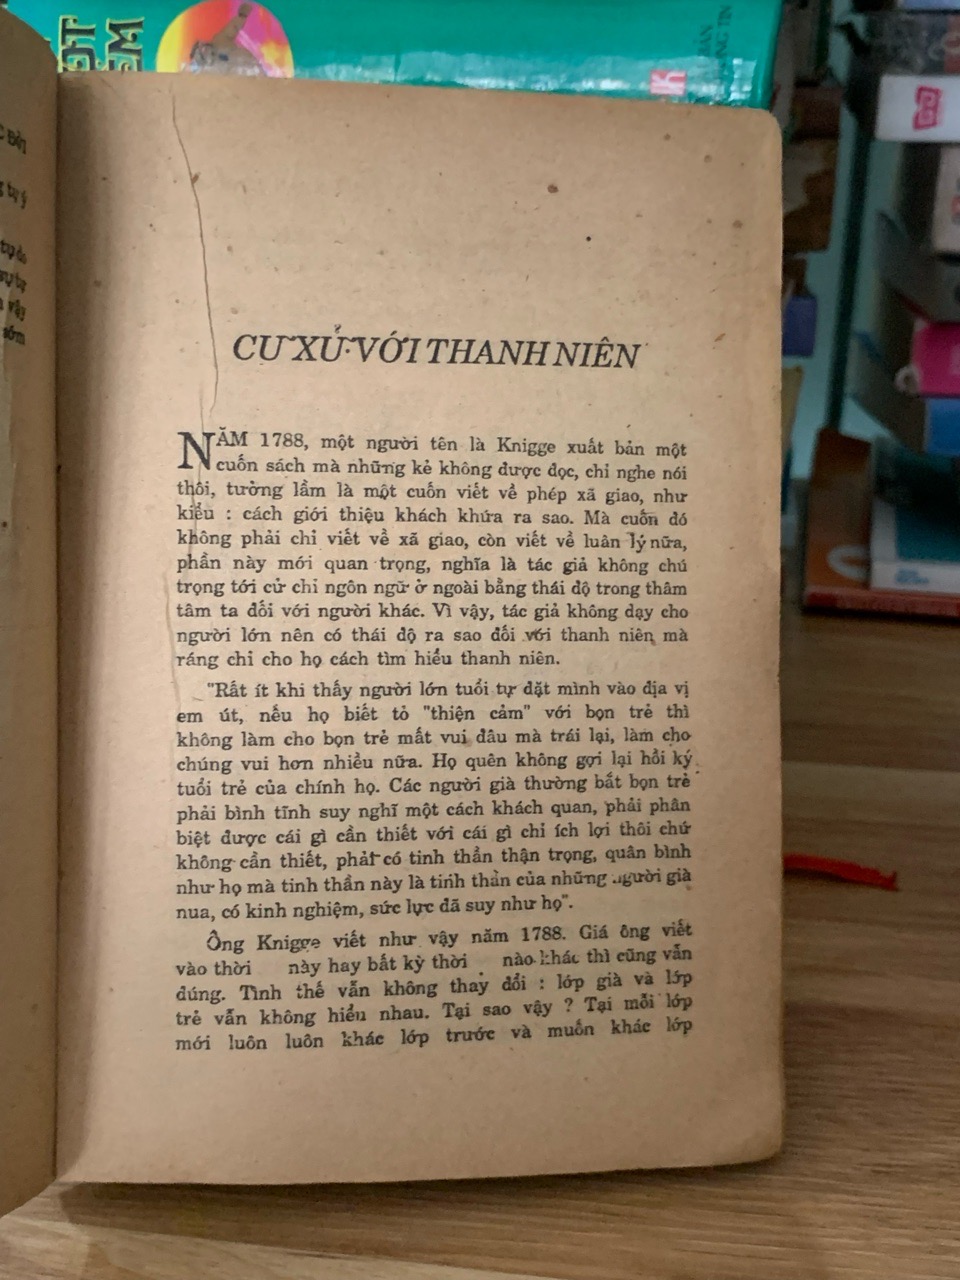 CƯ XỬ VỚI THANH NIÊN
NĂM 1788, một người tên là Knigge xuất bản một
cuốn sách mà những kẻ không được đọc, chỉ nghe nói
thôi, tưởng lầm là một cuốn viết về phép xã giao, như
kiểu : cách giới thiệu khách khứa ra sao. Mà cuốn đó
không phải chỉ viết về xã giao, còn viết về luân lý nữa,
phần này mới quan trọng, nghĩa là tác giả không chú
trọng tới cử chỉ ngôn ngữ ở ngoài bằng thái độ trong thâm
tâm ta đối với người khác. Vì vậy, tác giả không dạy cho
người lớn nên có thái độ ra sao đối với thanh niên mà
ráng chỉ cho họ cách tìm hiểu thanh niên.
"Rất ít khi thấy người lớn tuổi tự đặt mình vào địa vị
em út, nếu họ biết tỏ "thiện cảm" với bọn trẻ thì
không làm cho bọn trẻ mất vui đâu mà trái lại, làm cho
chúng vui hơn nhiều nữa. Họ quên không gợi lại hồi ký
tuổi trẻ của chính họ. Các người già thường bắt bọn trẻ
phải bình tĩnh suy nghĩ một cách khách quan, phải phân
biệt được cái gì cần thiết với cái gì chỉ ích lợi thôi chứ
không cần thiết, phải có tinh thần thận trọng, quân bình
như họ mà tinh thần này là tinh thần của những người già
nua, có kinh nghiệm, sức lực đã suy như họ".
Ông Knigge viết như vậy năm 1788. Giá ông viết
vào thời này hay bất kỳ thời nào khác thì cũng vẫn
đúng. Tình thế vẫn không thay đổi : lớp già và lớp
trẻ vẫn không hiểu nhau. Tại sao vậy ? Tại mỗi lớp
mới luôn luôn khác lớp trước và muốn khác lớp
C ĐỜI
tự ý
tự do
sự tự
vậy
sớm